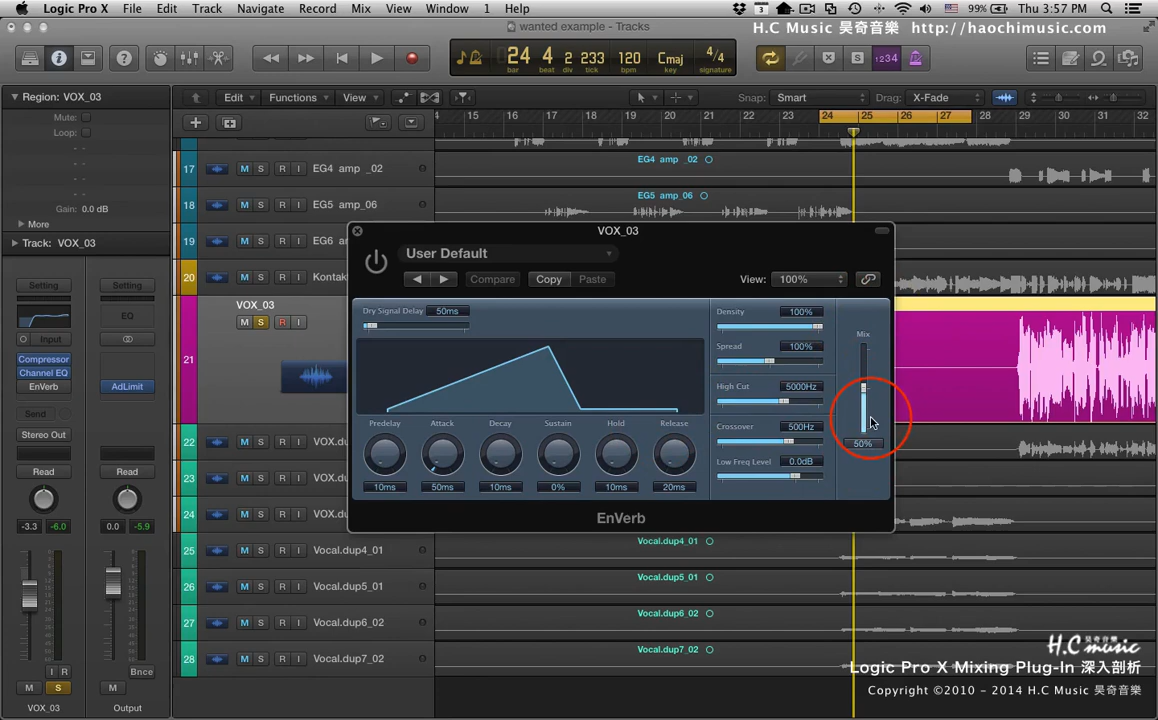 Logic Pro X File Edit Track Navigate Record Mix View Window 1 Help 3 99% Thu 3:57 PM
wanted example - Tracks
H.C Music 昊奇音樂 http://haochimusic.com
24 4 2 233 120 Cmaj 4/4
bar beat div tick bpm key signature
S 1234
Region: VOX_03
Edit Functions View Snap: Smart Drag: X-Fade
Mute:
Loop:
Gain: 0.0 dB
More
Track: VOX_03
15 16 17 18 19 20 21 22 23 24 25 26 27 28 29 30 31 32
17 M S R I EG4 amp _02
EG4 amp _02
18 M S R I EG5 amp_06
EG5 amp_06
19 M S R I EG6 amp
20 M S R I Kontak
VOX_03
21 M S R I
22 M S R I VOX.du
23 M S R I VOX.du
24 M S R I VOX.du
25 M S R I Vocal.dup4_01
Vocal.dup4_01
26 M S R I Vocal.dup5_01
Vocal.dup5_01
27 M S R I Vocal.dup6_02
Vocal.dup6_02
28 M S R I Vocal.dup7_02
Vocal.dup7_02
Setting Setting
EQ
Input
Compressor
Channel EQ
EnVerb AdLimit
Send
Stereo Out
Read Read
-3.3 -6.0 0.0 -5.9
I R Bnce
M S M
VOX_03 Output
VOX_03
User Default
Compare Copy Paste View: 100%
Dry Signal Delay 50ms
Density 100%
Spread 100%
High Cut 5000Hz
Crossover 500Hz
Low Freq Level 0.0dB
Mix
50%
Predelay Attack Decay Sustain Hold Release
10ms 50ms 10ms 0% 10ms 20ms
EnVerb
H.C music 昊奇音樂
Logic Pro X Mixing Plug-In 深入剖析
Copyright ©2010 - 2014 H.C Music 昊奇音樂